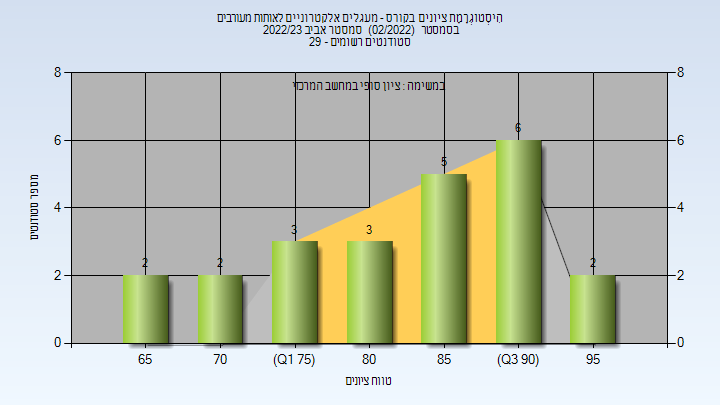 הִיסְטוֹגְרָמַת ציונים בקורס - מעגלים אלקטרוניים לאותות מעורבים
בסמסטר (02/2022) סמסטר אביב 2022/23
סטודנטים רשומים - 29
במשימה : ציון סופי במחשב המרכזי
8 8
6 6
4 4
2 2
0 0
2 2 3 3 5 6 2
מספר סטודנטים
65 70 (Q1 75) 80 85 (Q3 90) 95
טווח ציונים